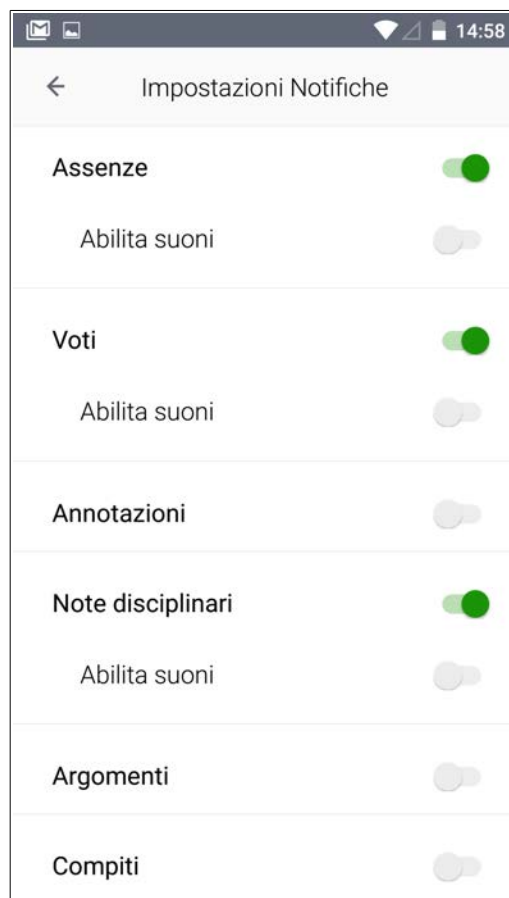 14:58
Impostazioni Notifiche
Assenze
Abilita suoni
Voti
Abilita suoni
Annotazioni
Note disciplinari
Abilita suoni
Argomenti
Compiti